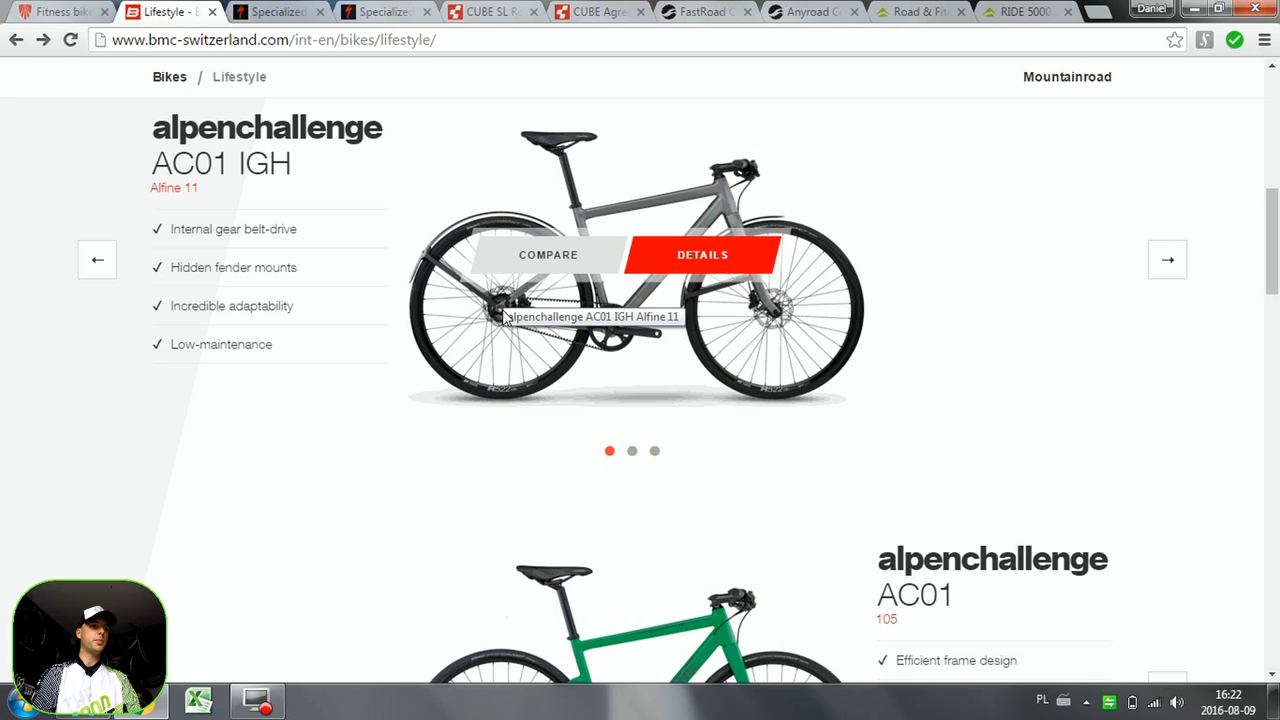 Fitness bike
Lifestyle - B
Specialized
Specialized
CUBE SL R
CUBE Agre
FastRoad C
Anyroad C
Road & Fit
RIDE 5000
Daniel
www.bmc-switzerland.com/int-en/bikes/lifestyle/
Bikes / Lifestyle
Mountainroad
alpenchallenge
AC01 IGH
Alfine 11
✓ Internal gear belt-drive
✓ Hidden fender mounts
✓ Incredible adaptability
✓ Low-maintenance
COMPARE
DETAILS
alpenchallenge AC01 IGH Alfine 11
alpenchallenge
AC01
105
✓ Efficient frame design
PL
16:22
2016-08-09